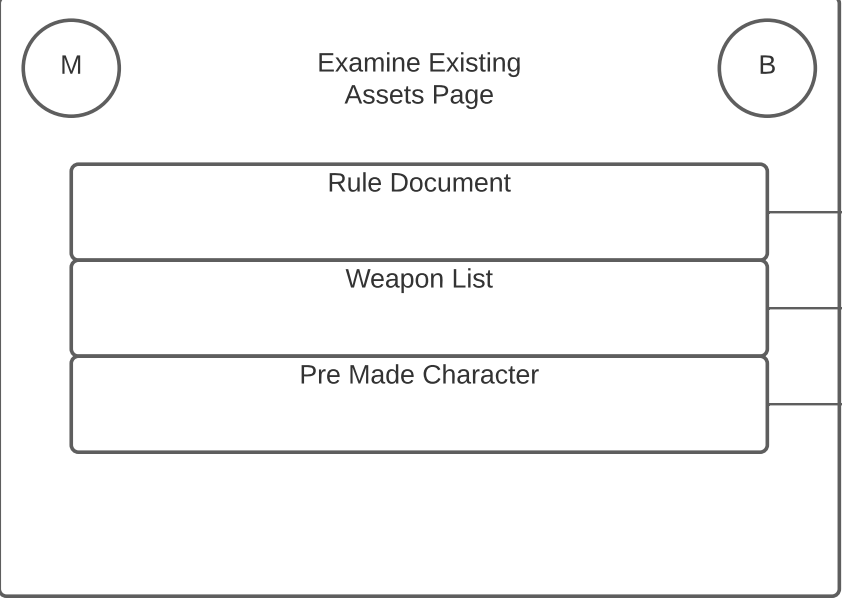 M
Examine Existing
Assets Page
B
Rule Document
Weapon List
Pre Made Character